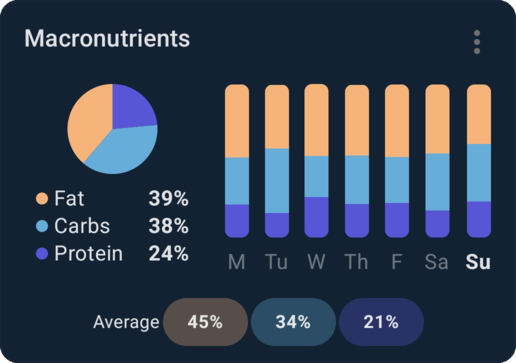 Macronutrients
Fat 39%
Carbs 38%
Protein 24%
M Tu W Th F Sa Su
Average 45% 34% 21%